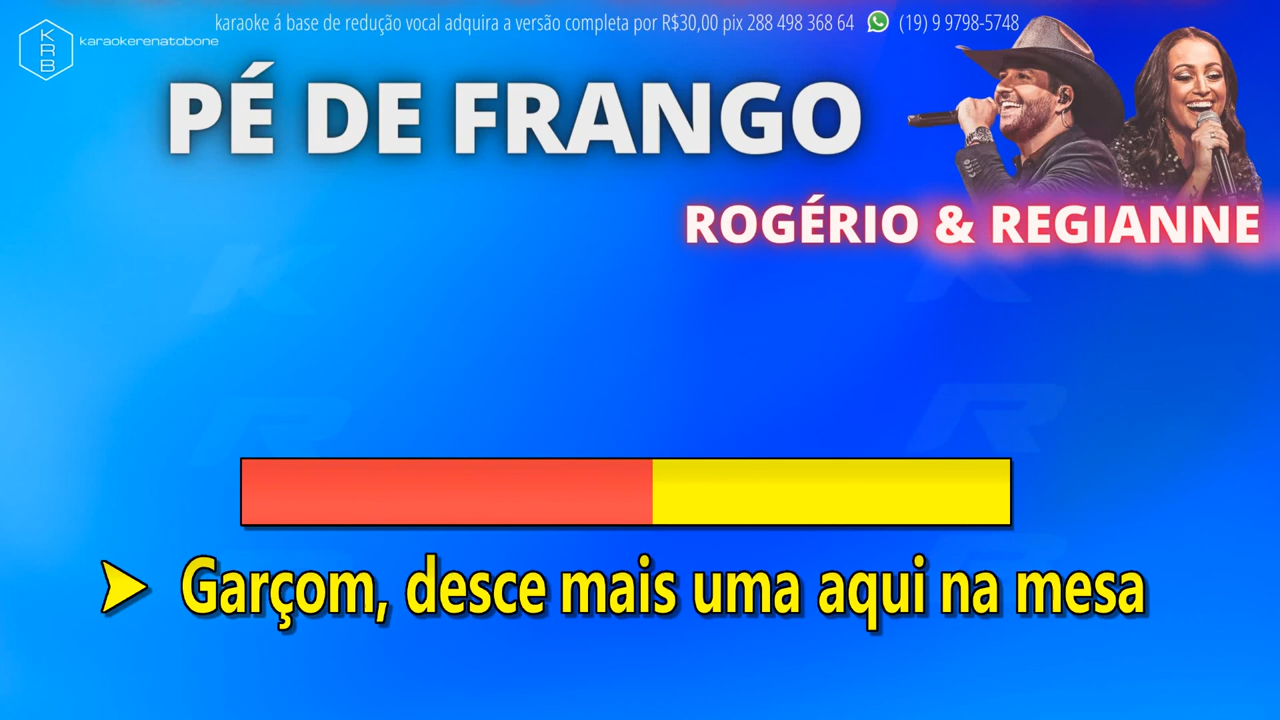 karaoke á base de redução vocal adquira a versão completa por R$30,00 pix 288 498 368 64 (19) 9 9798-5748
K
R
B
karaokerenatobone
PÉ DE FRANGO
ROGÉRIO & REGIANNE
K
K
R
R
Garçom, desce mais uma aqui na mesa